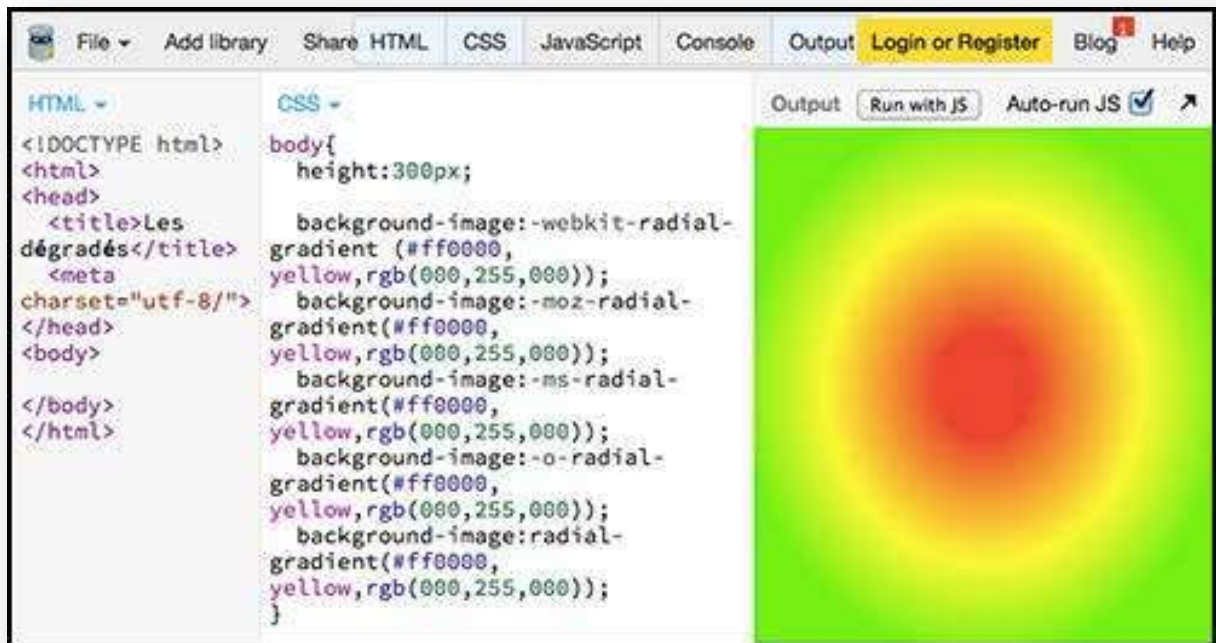 File Add library Share HTML CSS JavaScript Console Output Login or Register Blog Help
HTML
<!DOCTYPE html>
<html>
<head>
<title>Les
dégradés</title>
<meta
charset="utf-8/">
</head>
<body>
</body>
</html>
CSS
body{
height:300px;
background-image:-webkit-radial-
gradient (#ff0000,
yellow,rgb(000,255,000));
background-image:-moz-radial-
gradient(#ff0000,
yellow,rgb(000,255,000));
background-image:-ms-radial-
gradient(#ff0000,
yellow,rgb(000,255,000));
background-image:-o-radial-
gradient(#ff0000,
yellow,rgb(000,255,000));
background-image:radial-
gradient(#ff0000,
yellow,rgb(000,255,000));
}
Output Run with JS Auto-run JS